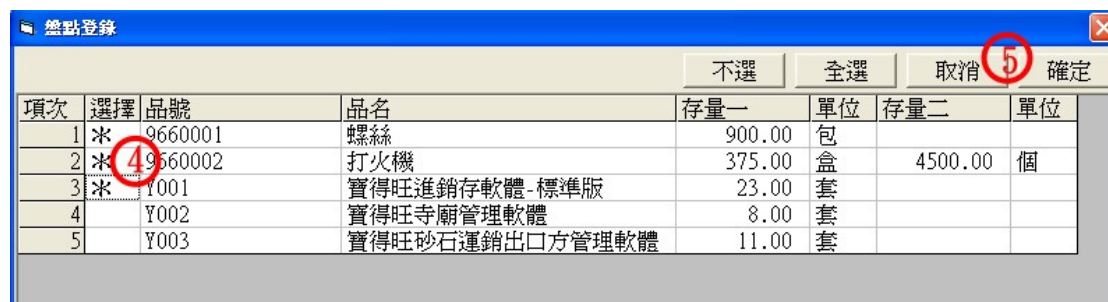 盤點登錄
不選 全選 取消 ⑤ 確定
項次 選擇 品號 品名 存量一 單位 存量二 單位
1 * 9660001 螺絲 900.00 包
2 * ④ 9660002 打火機 375.00 盒 4500.00 個
3 * Y001 寶得旺進銷存軟體-標準版 23.00 套
4 Y002 寶得旺寺廟管理軟體 8.00 套
5 Y003 寶得旺砂石運銷出口方管理軟體 11.00 套